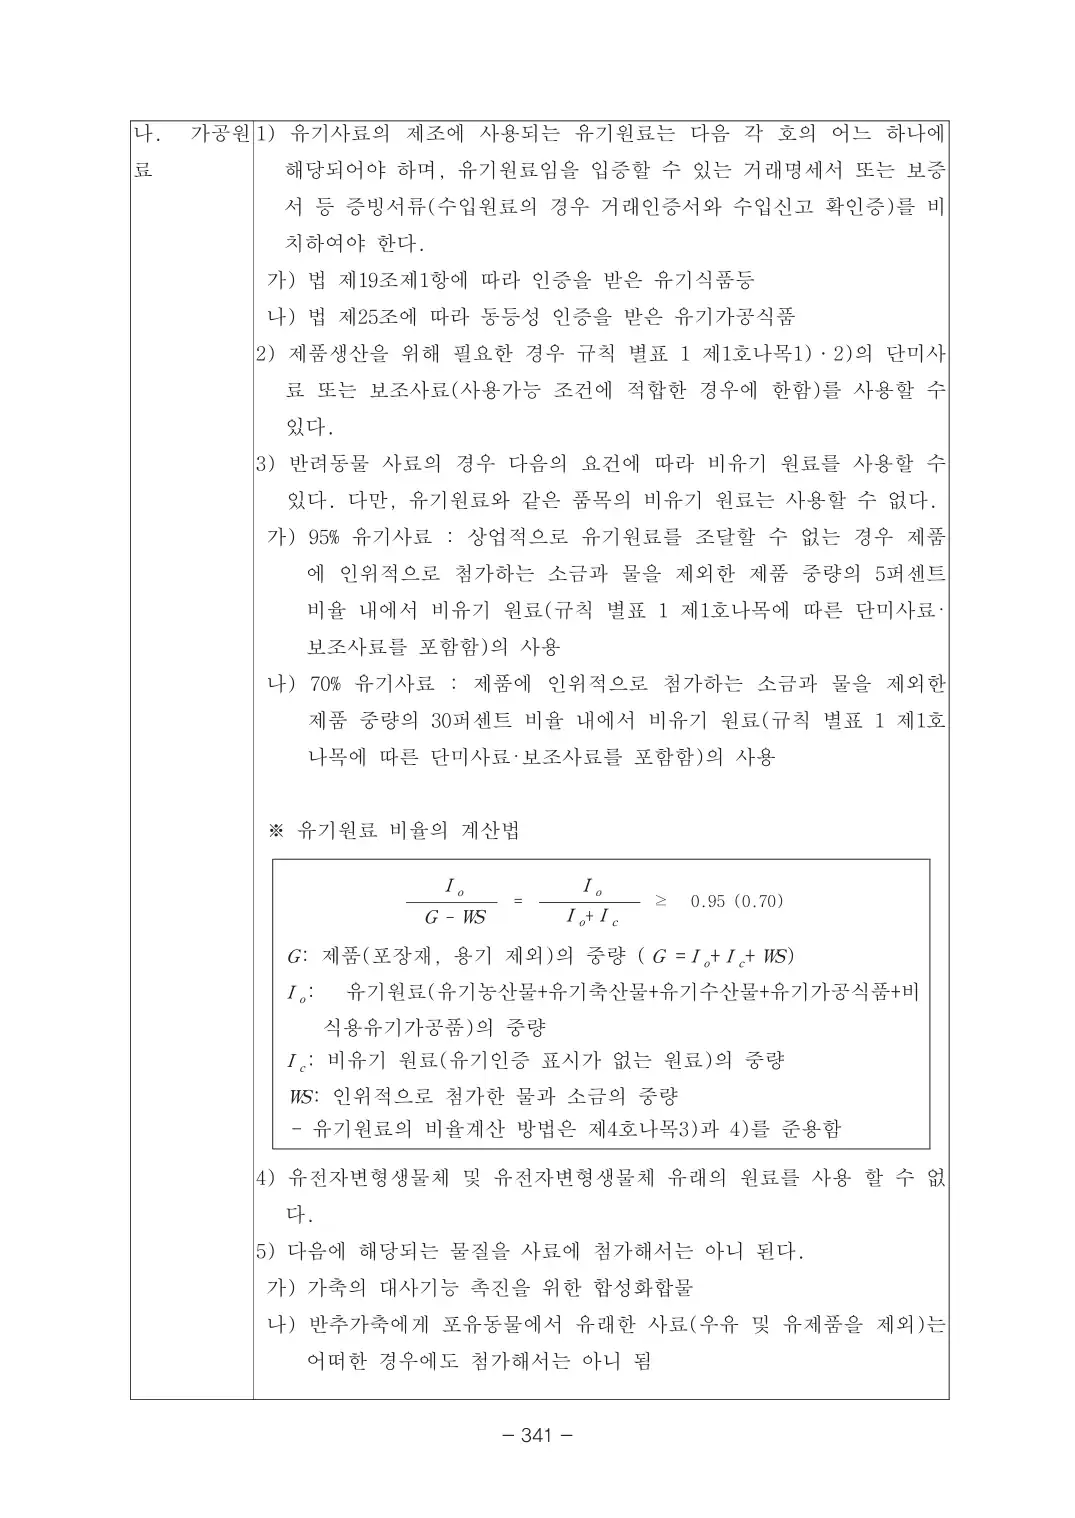 나. 가공원
료
1) 유기사료의 제조에 사용되는 유기원료는 다음 각 호의 어느 하나에
해당되어야 하며, 유기원료임을 입증할 수 있는 거래명세서 또는 보증
서 등 증빙서류(수입원료의 경우 거래인증서와 수입신고 확인증)를 비
치하여야 한다.
가) 법 제19조제1항에 따라 인증을 받은 유기식품등
나) 법 제25조에 따라 동등성 인증을 받은 유기가공식품
2) 제품생산을 위해 필요한 경우 규칙 별표 1 제1호나목1)·2)의 단미사
료 또는 보조사료(사용가능 조건에 적합한 경우에 한함)를 사용할 수
있다.
3) 반려동물 사료의 경우 다음의 요건에 따라 비유기 원료를 사용할 수
있다. 다만, 유기원료와 같은 품목의 비유기 원료는 사용할 수 없다.
가) 95% 유기사료 : 상업적으로 유기원료를 조달할 수 없는 경우 제품
에 인위적으로 첨가하는 소금과 물을 제외한 제품 중량의 5퍼센트
비율 내에서 비유기 원료(규칙 별표 1 제1호나목에 따른 단미사료·
보조사료를 포함함)의 사용
나) 70% 유기사료 : 제품에 인위적으로 첨가하는 소금과 물을 제외한
제품 중량의 30퍼센트 비율 내에서 비유기 원료(규칙 별표 1 제1호
나목에 따른 단미사료·보조사료를 포함함)의 사용
※ 유기원료 비율의 계산법
I_o / (G - WS) = I_o / (I_o + I_c) ≥ 0.95 (0.70)
G: 제품(포장재, 용기 제외)의 중량 ( G = I_o + I_c + WS)
I_o: 유기원료(유기농산물+유기축산물+유기수산물+유기가공식품+비
식용유기가공품)의 중량
I_c: 비유기 원료(유기인증 표시가 없는 원료)의 중량
WS: 인위적으로 첨가한 물과 소금의 중량
- 유기원료의 비율계산 방법은 제4호나목3)과 4)를 준용함
4) 유전자변형생물체 및 유전자변형생물체 유래의 원료를 사용 할 수 없
다.
5) 다음에 해당되는 물질을 사료에 첨가해서는 아니 된다.
가) 가축의 대사기능 촉진을 위한 합성화합물
나) 반추가축에게 포유동물에서 유래한 사료(우유 및 유제품을 제외)는
어떠한 경우에도 첨가해서는 아니 됨
- 341 -